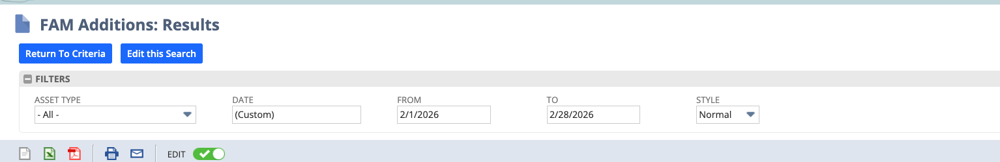 FAM Additions: Results
Return To Criteria Edit this Search
FILTERS
ASSET TYPE DATE FROM TO STYLE
- All - (Custom) 2/1/2026 2/28/2026 Normal
EDIT